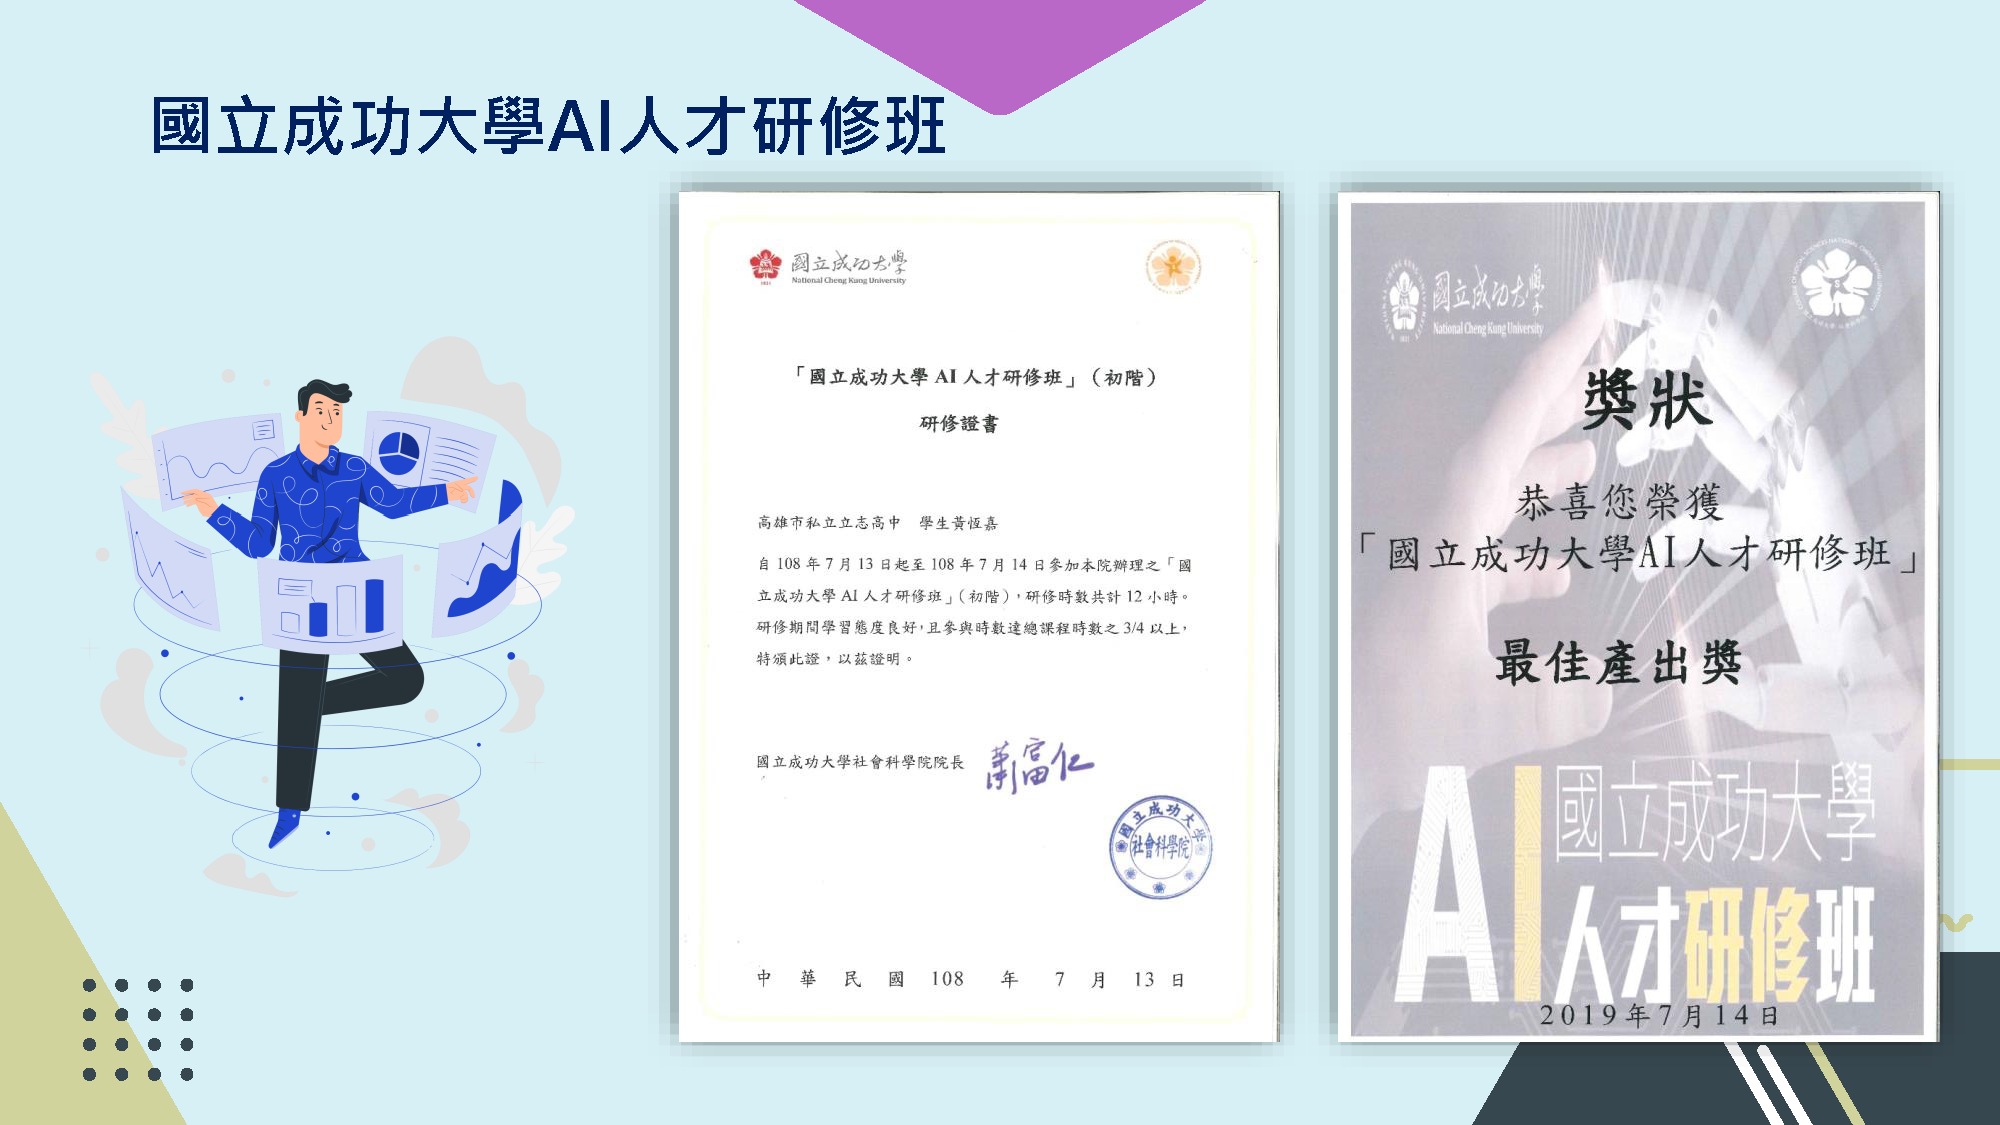 國立成功大學AI人才研修班
國立成功大學
National Cheng Kung University
「國立成功大學 AI 人才研修班」（初階）
研修證書
高雄市私立立志高中　學生黃恆嘉
自 108 年 7 月 13 日起至 108 年 7 月 14 日參加本院辦理之「國
立成功大學 AI 人才研修班」（初階），研修時數共計 12 小時。
研修期間學習態度良好，且參與時數達總課程時數之 3/4 以上，
特頒此證，以茲證明。
國立成功大學社會科學院院長
蕭富仁
國立成功大學
社會科學院
中華民國 108 年 7 月 13 日
國立成功大學
National Cheng Kung University
獎狀
恭喜您榮獲
「國立成功大學AI人才研修班」
最佳產出獎
AI國立成功大學
人才研修班
2019年7月14日